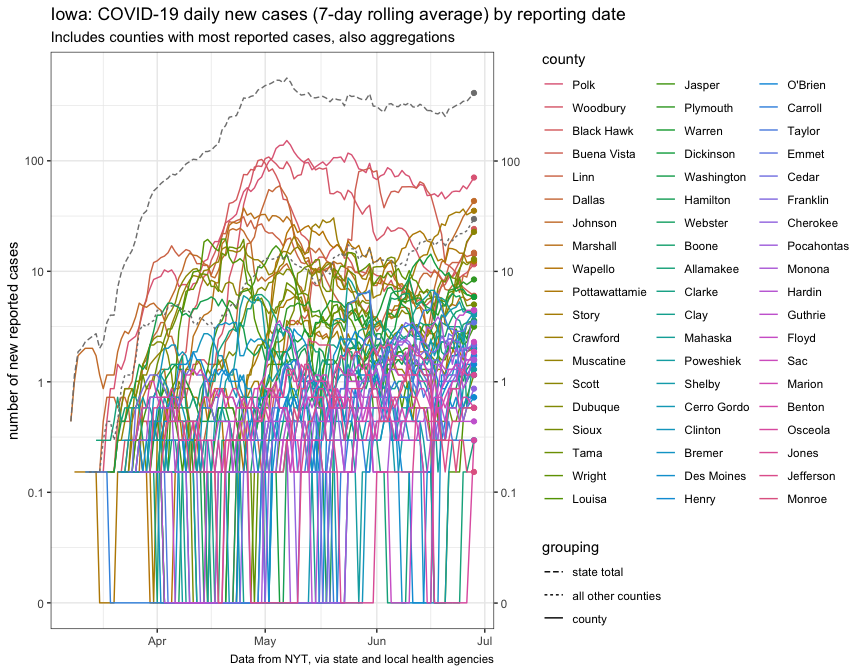 Iowa: COVID-19 daily new cases (7-day rolling average) by reporting date
Includes counties with most reported cases, also aggregations
number of new reported cases
100
10
1
0.1
0
100
10
1
0.1
0
Apr
May
Jun
Jul
Data from NYT, via state and local health agencies
county
Polk
Woodbury
Black Hawk
Buena Vista
Linn
Dallas
Johnson
Marshall
Wapello
Pottawattamie
Story
Crawford
Muscatine
Scott
Dubuque
Sioux
Tama
Wright
Louisa
Jasper
Plymouth
Warren
Dickinson
Washington
Hamilton
Webster
Boone
Allamakee
Clarke
Clay
Mahaska
Poweshiek
Shelby
Cerro Gordo
Clinton
Bremer
Des Moines
Henry
O'Brien
Carroll
Taylor
Emmet
Cedar
Franklin
Cherokee
Pocahontas
Monona
Hardin
Guthrie
Floyd
Sac
Marion
Benton
Osceola
Jones
Jefferson
Monroe
grouping
state total
all other counties
county